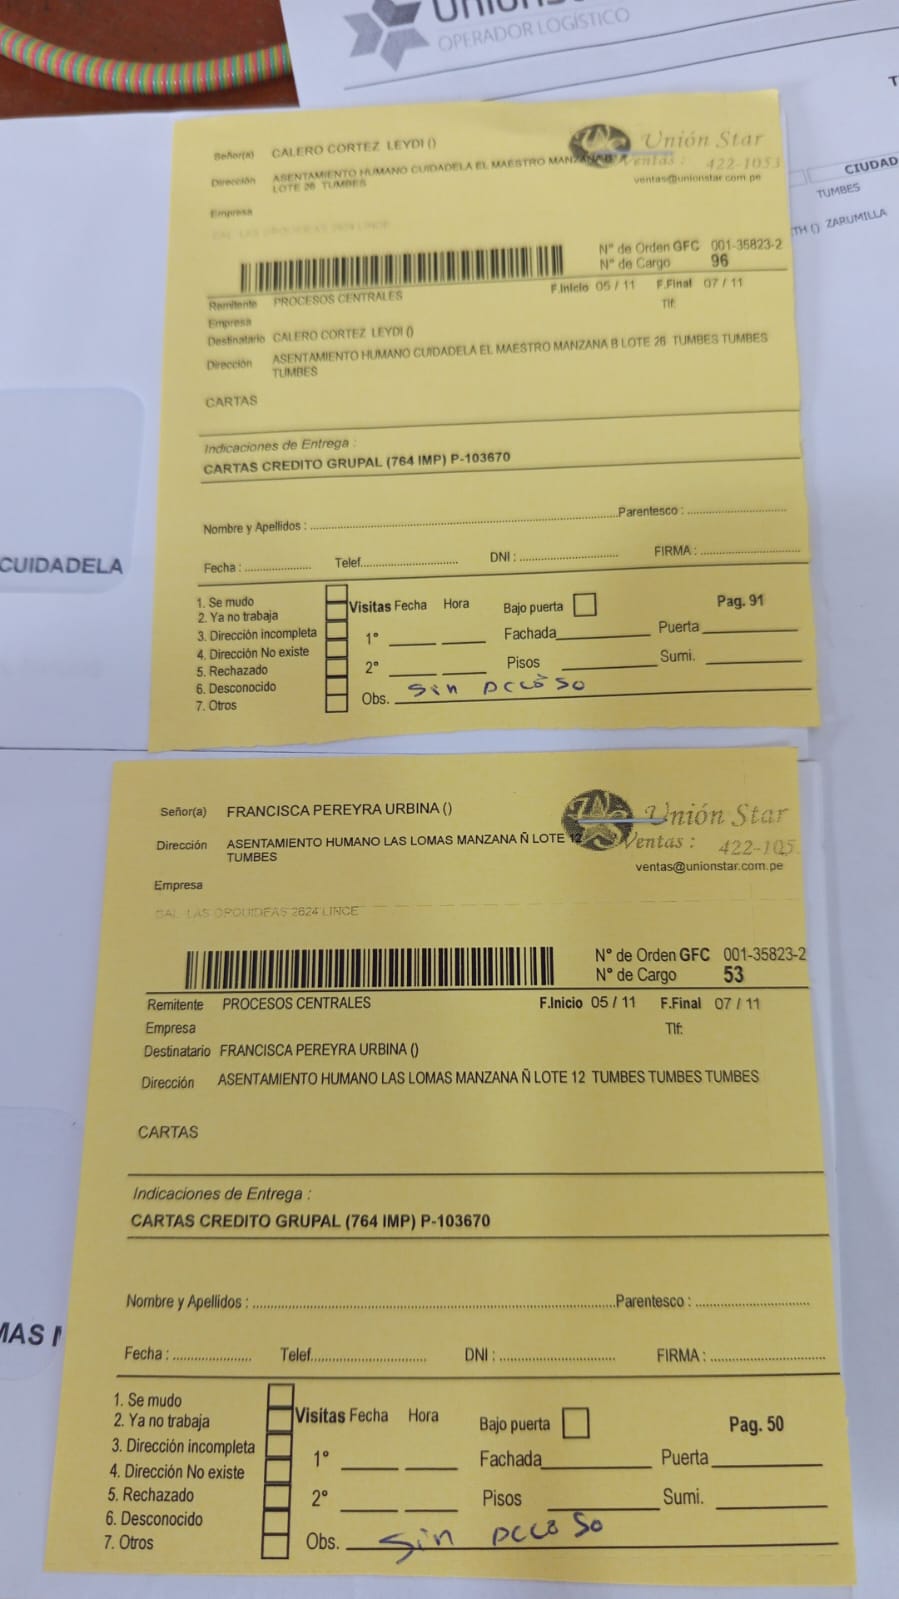 OPERADOR LOGÍSTICO
CIUDAD
TUMBES
TH () ZARUMILLA
Señor(a) CALERO CORTEZ LEYDI ()
Unión Star
Dirección ASENTAMIENTO HUMANO CUIDADELA EL MAESTRO MANZANA B
LOTE 26 TUMBES
Ventas : 422-1053
ventas@unionstar.com.pe
Empresa
CAL. LAS ORQUIDEAS 2624 LINCE
N° de Orden GFC 001-35823-2
N° de Cargo 96
F.Inicio 05 / 11 F.Final 07 / 11
Remitente PROCESOS CENTRALES
Tlf:
Empresa
Destinatario CALERO CORTEZ LEYDI ()
Dirección ASENTAMIENTO HUMANO CUIDADELA EL MAESTRO MANZANA B LOTE 26 TUMBES TUMBES
TUMBES
CARTAS
Indicaciones de Entrega :
CARTAS CREDITO GRUPAL (764 IMP) P-103670
Nombre y Apellidos : Parentesco :
CUIDADELA
Fecha : Telef. DNI : FIRMA :
1. Se mudo
2. Ya no trabaja
3. Dirección incompleta
4. Dirección No existe
5. Rechazado
6. Desconocido
7. Otros
Visitas Fecha Hora
1°
2°
Bajo puerta
Pag. 91
Fachada Puerta
Pisos Sumi.
Obs. Sin acceso
Señor(a) FRANCISCA PEREYRA URBINA ()
Unión Star
Dirección ASENTAMIENTO HUMANO LAS LOMAS MANZANA Ñ LOTE 12
TUMBES
Ventas : 422-105
ventas@unionstar.com.pe
Empresa
CAL. LAS ORQUIDEAS 2624 LINCE
N° de Orden GFC 001-35823-2
N° de Cargo 53
Remitente PROCESOS CENTRALES
F.Inicio 05 / 11 F.Final 07 / 11
Empresa
Tlf:
Destinatario FRANCISCA PEREYRA URBINA ()
Dirección ASENTAMIENTO HUMANO LAS LOMAS MANZANA Ñ LOTE 12 TUMBES TUMBES TUMBES
CARTAS
Indicaciones de Entrega :
CARTAS CREDITO GRUPAL (764 IMP) P-103670
Nombre y Apellidos : Parentesco :
Fecha : Telef. DNI : FIRMA :
1. Se mudo
2. Ya no trabaja
3. Dirección incompleta
4. Dirección No existe
5. Rechazado
6. Desconocido
7. Otros
Visitas Fecha Hora
1°
2°
Bajo puerta
Pag. 50
Fachada Puerta
Pisos Sumi.
Obs. Sin acceso